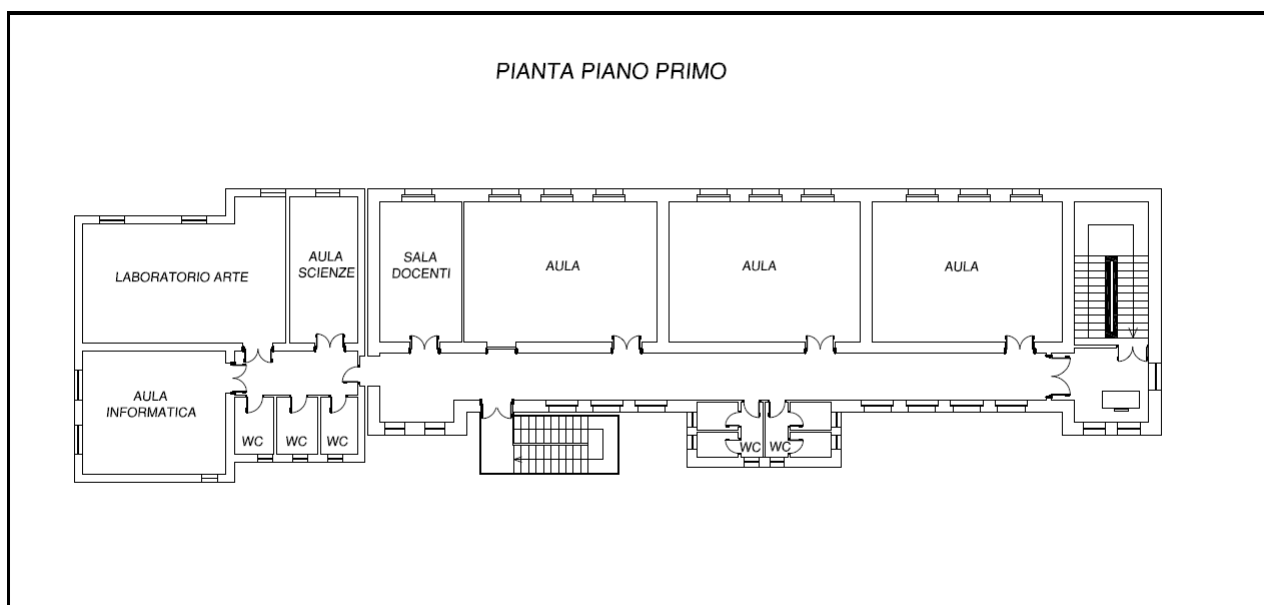 PIANTA PIANO PRIMO
LABORATORIO ARTE
AULA
SCIENZE
SALA
DOCENTI
AULA
AULA
AULA
AULA
INFORMATICA
WC
WC
WC
WC
WC